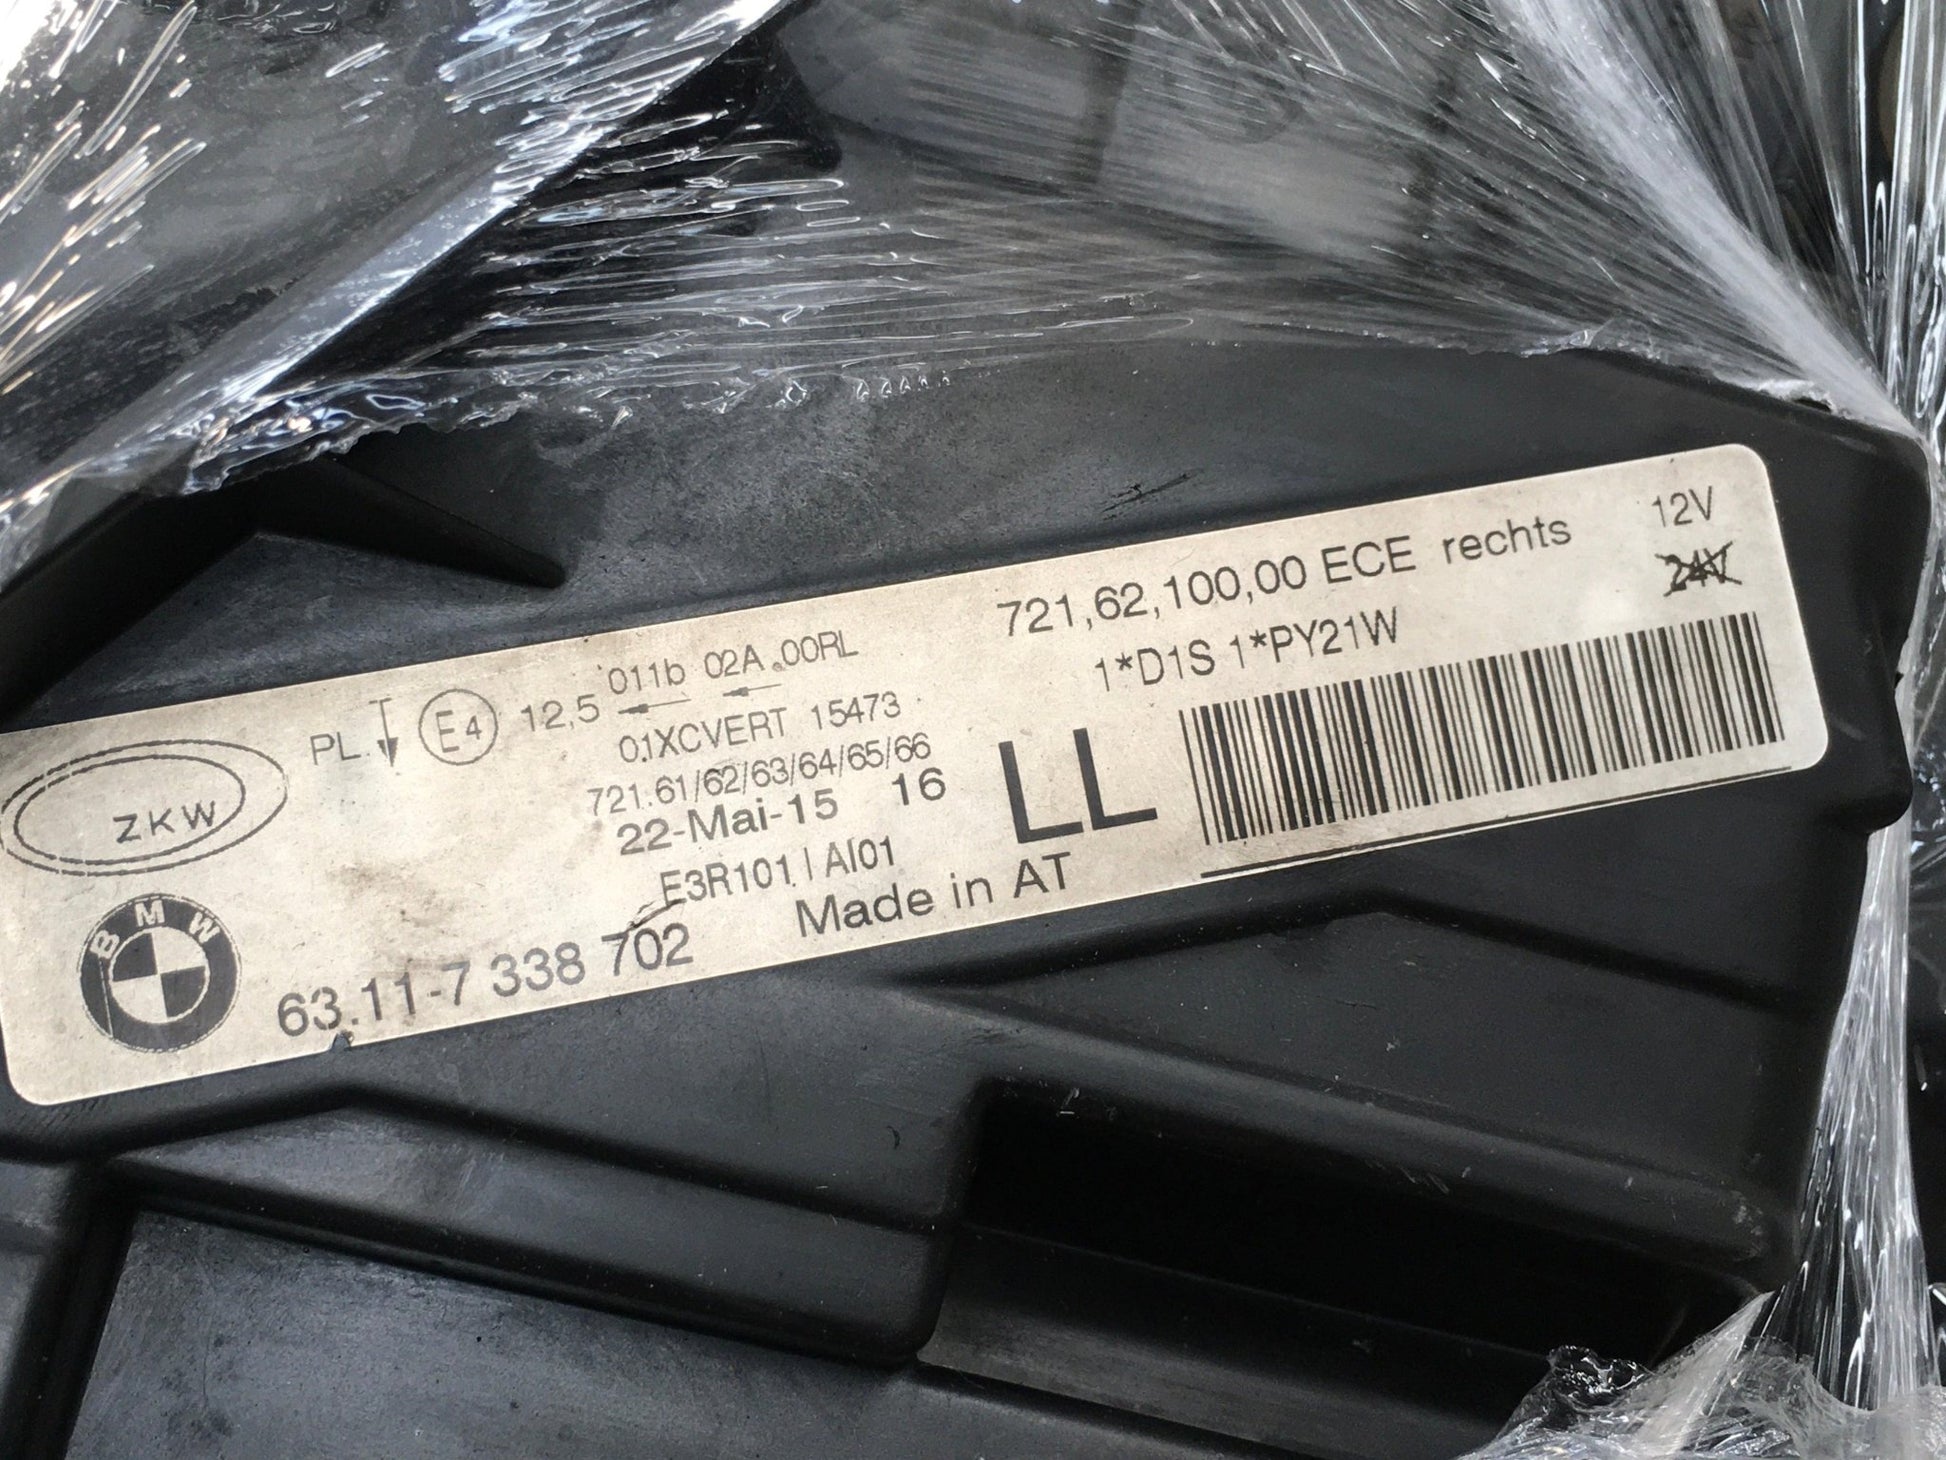 721,62,100,00 ECE rechts 12V
24V
1*D1S 1*PY21W
011b 02A .00RL
PL. E4 12,5
01XCVERT 15473
721.61/62/63/64/65/66
22-Mai-15 16
E3R101 | AI01
LL
Made in AT
ZKW
BMW
63.11-7 338 702